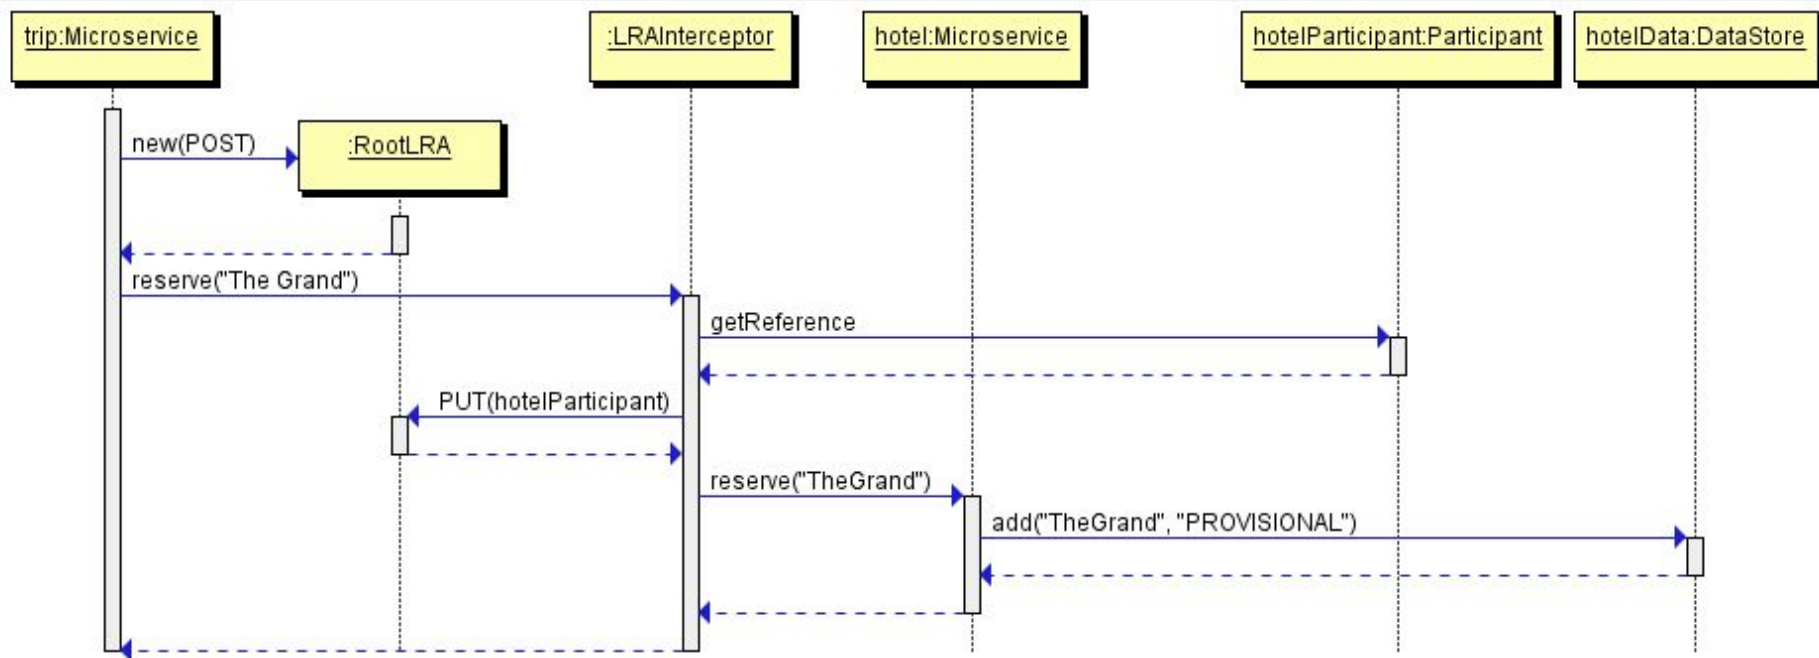 trip:Microservice
:LRAInterceptor
hotel:Microservice
hotelParticipant:Participant
hotelData:DataStore
new(POST)
:RootLRA
reserve("The Grand")
getReference
PUT(hotelParticipant)
reserve("TheGrand")
add("TheGrand", "PROVISIONAL")